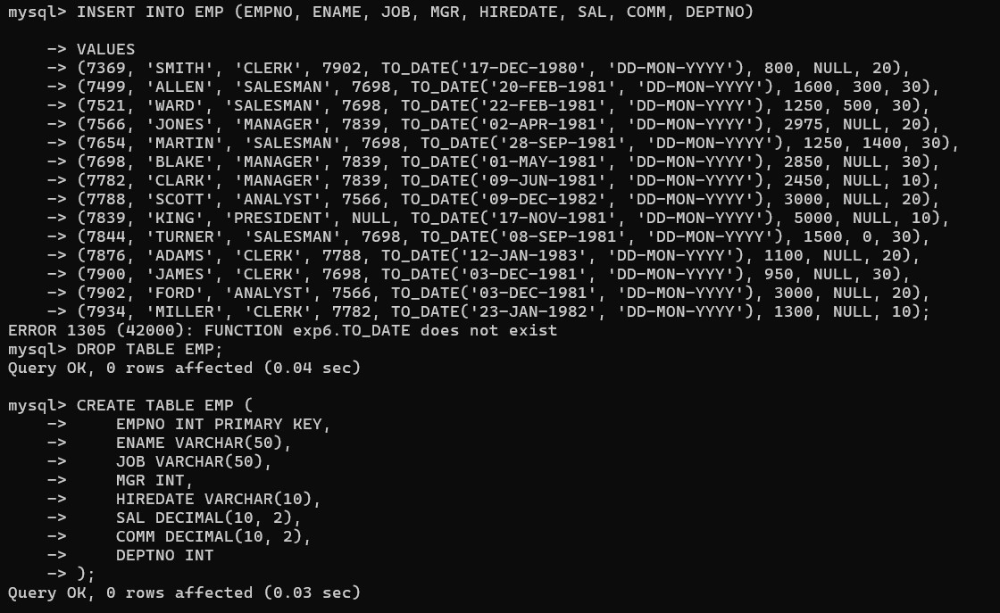 mysql> INSERT INTO EMP (EMPNO, ENAME, JOB, MGR, HIREDATE, SAL, COMM, DEPTNO)
-> VALUES
-> (7369, 'SMITH', 'CLERK', 7902, TO_DATE('17-DEC-1980', 'DD-MON-YYYY'), 800, NULL, 20),
-> (7499, 'ALLEN', 'SALESMAN', 7698, TO_DATE('20-FEB-1981', 'DD-MON-YYYY'), 1600, 300, 30),
-> (7521, 'WARD', 'SALESMAN', 7698, TO_DATE('22-FEB-1981', 'DD-MON-YYYY'), 1250, 500, 30),
-> (7566, 'JONES', 'MANAGER', 7839, TO_DATE('02-APR-1981', 'DD-MON-YYYY'), 2975, NULL, 20),
-> (7654, 'MARTIN', 'SALESMAN', 7698, TO_DATE('28-SEP-1981', 'DD-MON-YYYY'), 1250, 1400, 30),
-> (7698, 'BLAKE', 'MANAGER', 7839, TO_DATE('01-MAY-1981', 'DD-MON-YYYY'), 2850, NULL, 30),
-> (7782, 'CLARK', 'MANAGER', 7839, TO_DATE('09-JUN-1981', 'DD-MON-YYYY'), 2450, NULL, 10),
-> (7788, 'SCOTT', 'ANALYST', 7566, TO_DATE('09-DEC-1982', 'DD-MON-YYYY'), 3000, NULL, 20),
-> (7839, 'KING', 'PRESIDENT', NULL, TO_DATE('17-NOV-1981', 'DD-MON-YYYY'), 5000, NULL, 10),
-> (7844, 'TURNER', 'SALESMAN', 7698, TO_DATE('08-SEP-1981', 'DD-MON-YYYY'), 1500, 0, 30),
-> (7876, 'ADAMS', 'CLERK', 7788, TO_DATE('12-JAN-1983', 'DD-MON-YYYY'), 1100, NULL, 20),
-> (7900, 'JAMES', 'CLERK', 7698, TO_DATE('03-DEC-1981', 'DD-MON-YYYY'), 950, NULL, 30),
-> (7902, 'FORD', 'ANALYST', 7566, TO_DATE('03-DEC-1981', 'DD-MON-YYYY'), 3000, NULL, 20),
-> (7934, 'MILLER', 'CLERK', 7782, TO_DATE('23-JAN-1982', 'DD-MON-YYYY'), 1300, NULL, 10);
ERROR 1305 (42000): FUNCTION exp6.TO_DATE does not exist
mysql> DROP TABLE EMP;
Query OK, 0 rows affected (0.04 sec)
mysql> CREATE TABLE EMP (
-> EMPNO INT PRIMARY KEY,
-> ENAME VARCHAR(50),
-> JOB VARCHAR(50),
-> MGR INT,
-> HIREDATE VARCHAR(10),
-> SAL DECIMAL(10, 2),
-> COMM DECIMAL(10, 2),
-> DEPTNO INT
-> );
Query OK, 0 rows affected (0.03 sec)